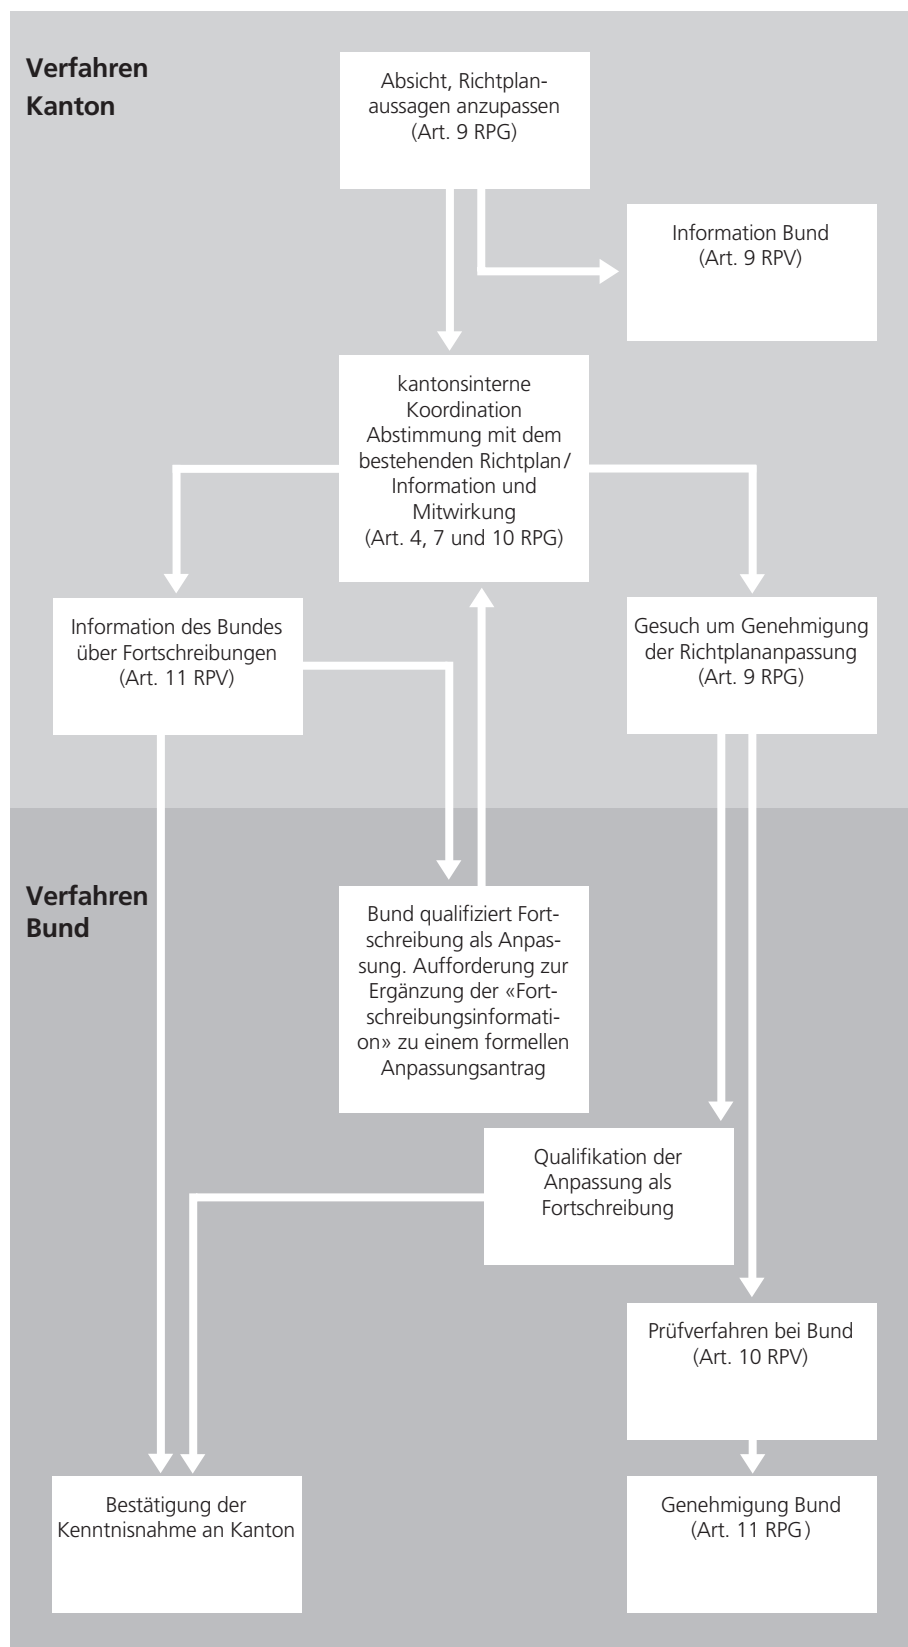 Verfahren
Kanton
Absicht, Richtplan-
aussagen anzupassen
(Art. 9 RPG)
Information Bund
(Art. 9 RPV)
kantonsinterne
Koordination
Abstimmung mit dem
bestehenden Richtplan/
Information und
Mitwirkung
(Art. 4, 7 und 10 RPG)
Information des Bundes
über Fortschreibungen
(Art. 11 RPV)
Gesuch um Genehmigung
der Richtplananpassung
(Art. 9 RPG)
Verfahren
Bund
Bund qualifiziert Fort-
schreibung als Anpas-
sung. Aufforderung zur
Ergänzung der «Fort-
schreibungsinformati-
on» zu einem formellen
Anpassungsantrag
Qualifikation der
Anpassung als
Fortschreibung
Prüfverfahren bei Bund
(Art. 10 RPV)
Bestätigung der
Kenntnisnahme an Kanton
Genehmigung Bund
(Art. 11 RPG)